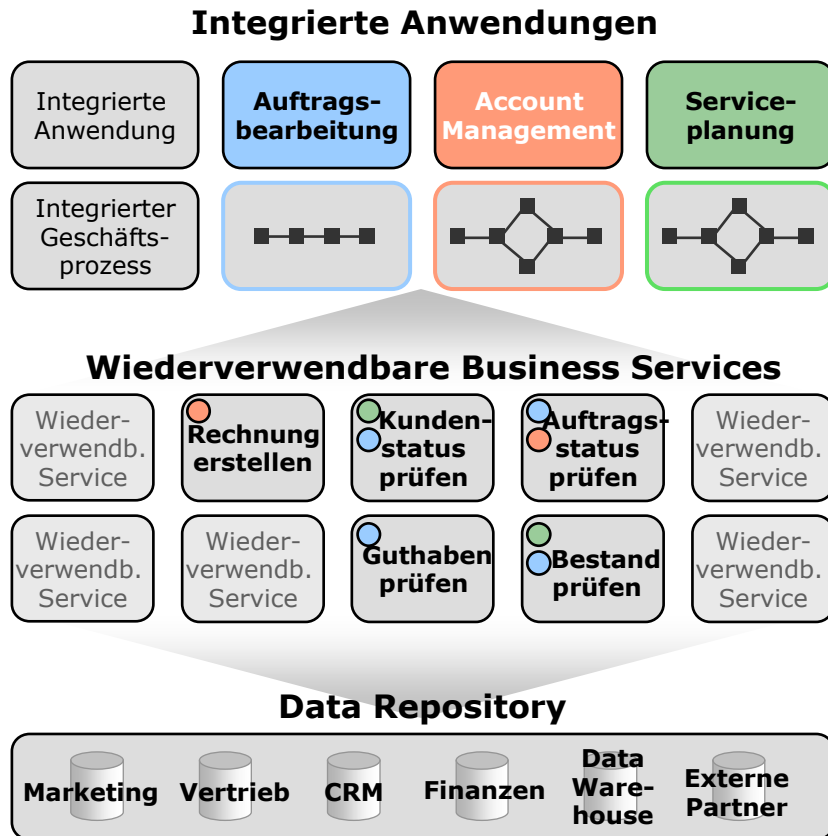 Integrierte Anwendungen
Integrierte
Anwendung
Auftrags-
bearbeitung
Account
Management
Service-
planung
Integrierter
Geschäfts-
prozess
Wiederverwendbare Business Services
Wieder-
verwendb.
Service
Rechnung
erstellen
Kunden-
status
prüfen
Auftrags-
status
prüfen
Wieder-
verwendb.
Service
Wieder-
verwendb.
Service
Wieder-
verwendb.
Service
Guthaben
prüfen
Bestand
prüfen
Wieder-
verwendb.
Service
Data Repository
Marketing
Vertrieb
CRM
Finanzen
Data
Ware-
house
Externe
Partner